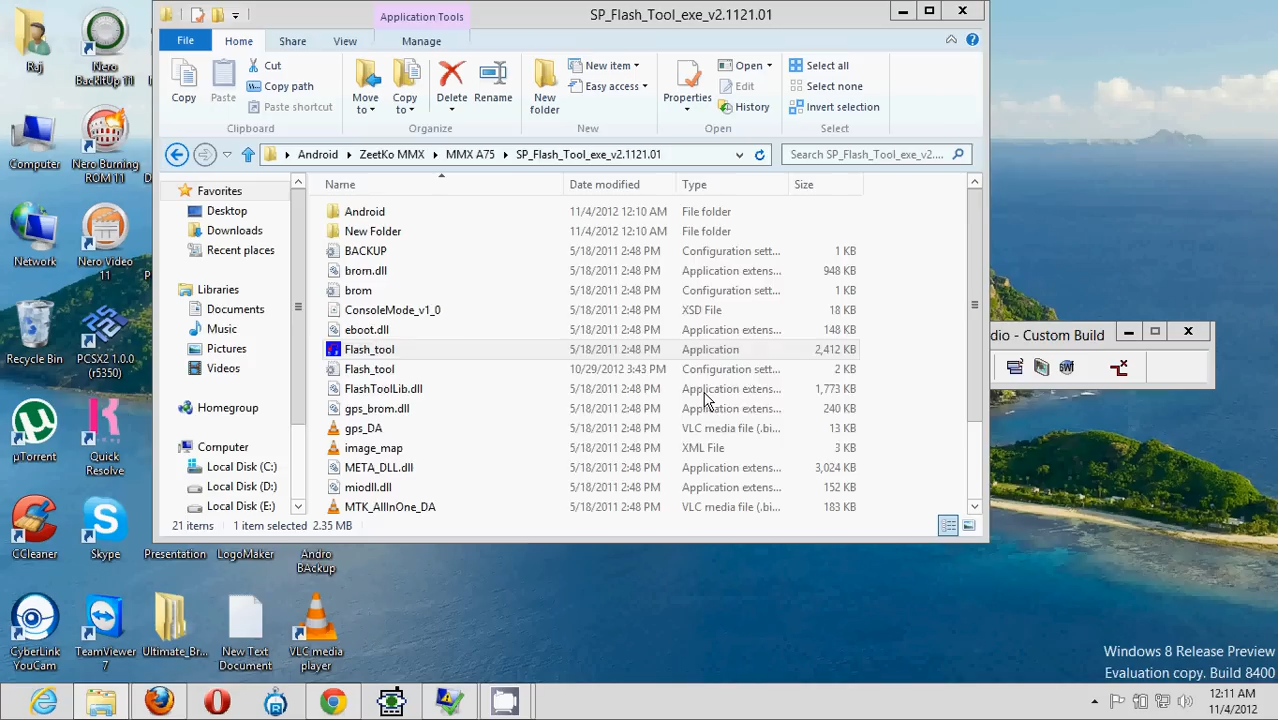 SP_Flash_Tool_exe_v2.1121.01
Application Tools
File Home Share View Manage
Copy
Paste
Cut
Copy path
Paste shortcut
Clipboard
Move to
Copy to
Delete
Rename
Organize
New folder
New item
Easy access
New
Properties
Open
Edit
History
Open
Select all
Select none
Invert selection
Select
Android ZeetKo MMX MMX A75 SP_Flash_Tool_exe_v2.1121.01
Search SP_Flash_Tool_exe_v2....
Favorites
Desktop
Downloads
Recent places
Libraries
Documents
Music
Pictures
Videos
Homegroup
Computer
Local Disk (C:)
Local Disk (D:)
Local Disk (E:)
Name Date modified Type Size
Android 11/4/2012 12:10 AM File folder
New Folder 11/4/2012 12:10 AM File folder
BACKUP 5/18/2011 2:48 PM Configuration sett... 1 KB
brom.dll 5/18/2011 2:48 PM Application extens... 948 KB
brom 5/18/2011 2:48 PM Configuration sett... 1 KB
ConsoleMode_v1_0 5/18/2011 2:48 PM XSD File 18 KB
eboot.dll 5/18/2011 2:48 PM Application extens... 148 KB
Flash_tool 5/18/2011 2:48 PM Application 2,412 KB
Flash_tool 10/29/2012 3:43 PM Configuration sett... 2 KB
FlashToolLib.dll 5/18/2011 2:48 PM Application extens... 1,773 KB
gps_brom.dll 5/18/2011 2:48 PM Application extens... 240 KB
gps_DA 5/18/2011 2:48 PM VLC media file (.bi... 13 KB
image_map 5/18/2011 2:48 PM XML File 3 KB
META_DLL.dll 5/18/2011 2:48 PM Application extens... 3,024 KB
miodll.dll 5/18/2011 2:48 PM Application extens... 152 KB
MTK_AllInOne_DA 5/18/2011 2:48 PM VLC media file (.bi... 183 KB
21 items 1 item selected 2.35 MB
dio - Custom Build
Raj
Nero BackItUp 11
Computer
Nero Burning ROM 11
Network
Nero Video 11
Recycle Bin
PCSX2 1.0.0 (r5350)
µTorrent
Quick Resolve
CCleaner
Skype
Presentation
LogoMaker
Andro BAckup
CyberLink YouCam
TeamViewer 7
Ultimate_Br...
New Text Document
VLC media player
Windows 8 Release Preview
Evaluation copy. Build 8400
12:11 AM
11/4/2012